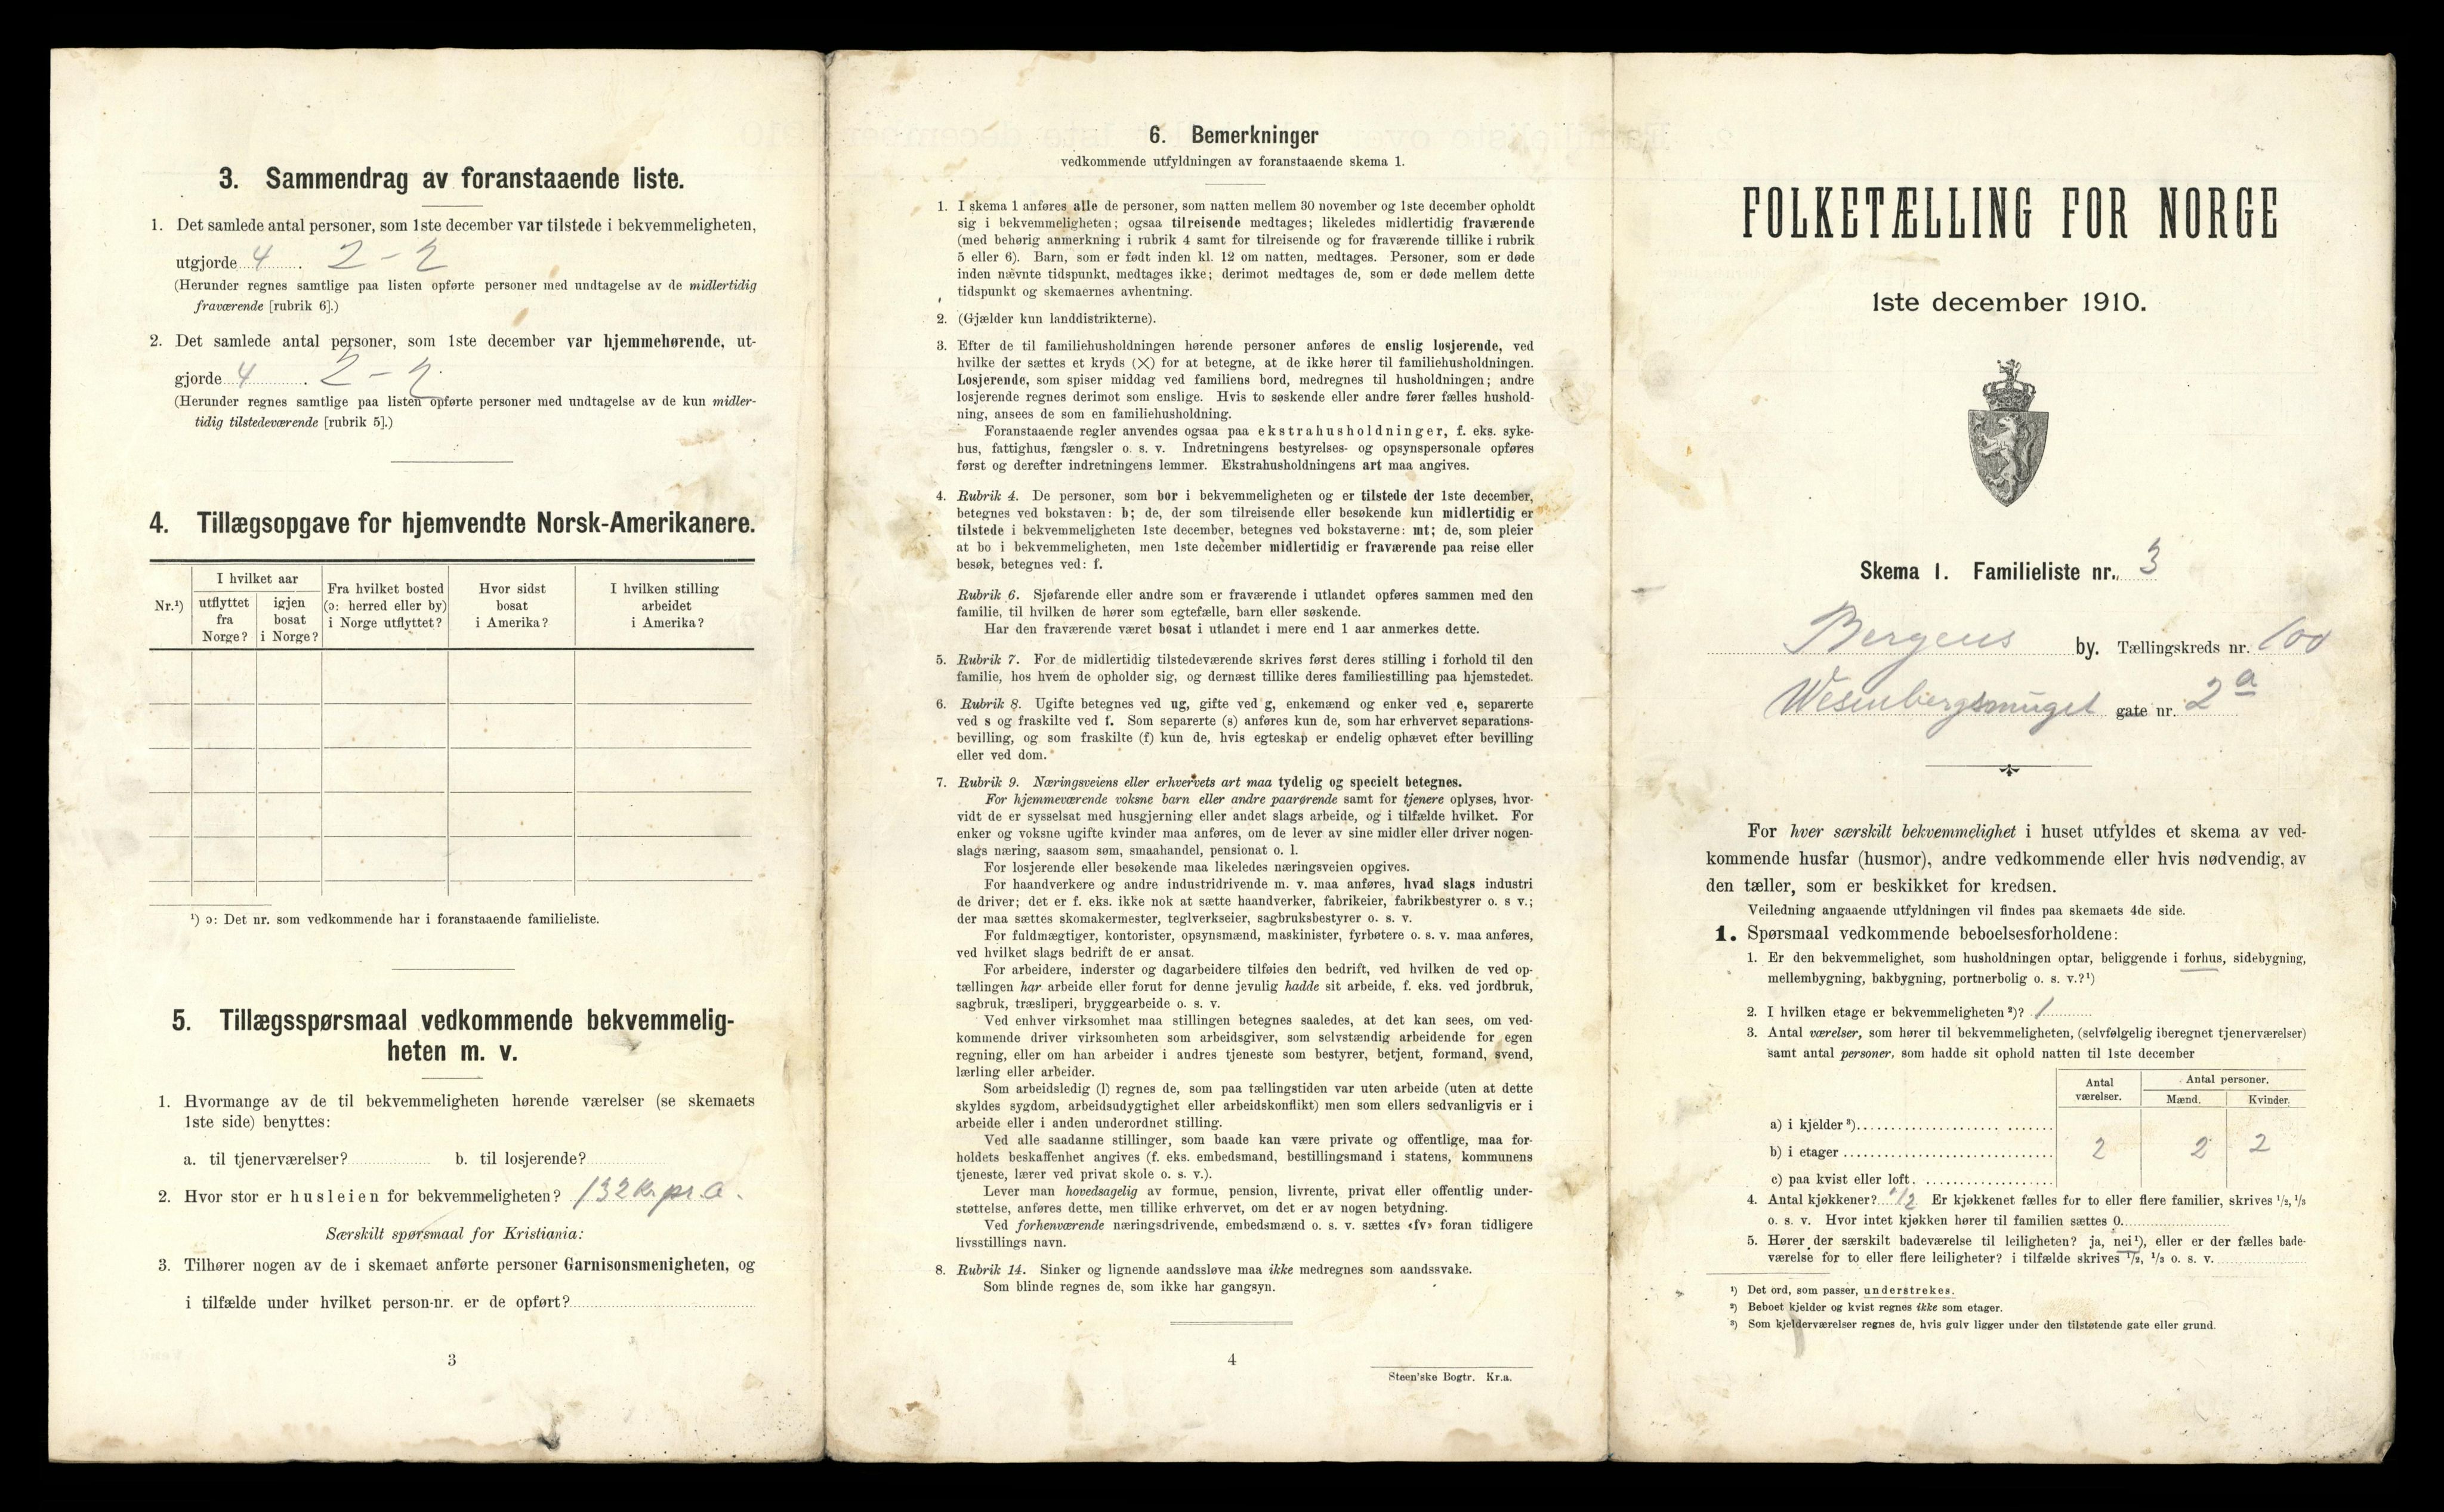 3. Sammendrag av foranstaaende liste.
1. Det samlede antal personer, som 1ste december var tilstede i bekvemmeligheten,
utgjorde 4 . 2 - 2
(Herunder regnes samtlige paa listen opførte personer med undtagelse av de midlertidig
fraværende [rubrik 6].)
2. Det samlede antal personer, som 1ste december var hjemmehørende, ut-
gjorde 4 . 2 - 2
(Herunder regnes samtlige paa listen opførte personer med undtagelse av de kun midler-
tidig tilstedeværende [rubrik 5].)
4. Tillægsopgave for hjemvendte Norsk-Amerikanere.
Nr.¹)
I hvilket aar
utflyttet fra Norge?
igjen bosat i Norge?
Fra hvilket bosted (ɔ: herred eller by) i Norge utflyttet?
Hvor sidst bosat i Amerika?
I hvilken stilling arbeidet i Amerika?
¹) ɔ: Det nr. som vedkommende har i foranstaaende familieliste.
5. Tillægsspørsmaal vedkommende bekvemmelig-
heten m. v.
1. Hvormange av de til bekvemmeligheten hørende værelser (se skemaets
1ste side) benyttes:
a. til tjenerværelser? b. til losjerende?
2. Hvor stor er husleien for bekvemmeligheten? 132 kr pr. a.
Særskilt spørsmaal for Kristiania:
3. Tilhører nogen av de i skemaet anførte personer Garnisonsmenigheten, og
i tilfælde under hvilket person-nr. er de opført?
3
6. Bemerkninger
vedkommende utfyldningen av foranstaaende skema 1.
1. I skema 1 anføres alle de personer, som natten mellem 30 november og 1ste december opholdt
sig i bekvemmeligheten; ogsaa tilreisende medtages; likeledes midlertidig fraværende
(med behørig anmerkning i rubrik 4 samt for tilreisende og for fraværende tillike i rubrik
5 eller 6). Barn, som er født inden kl. 12 om natten, medtages. Personer, som er døde
inden nævnte tidspunkt, medtages ikke; derimot medtages de, som er døde mellem dette
tidspunkt og skemaernes avhentning.
2. (Gjælder kun landdistrikterne).
3. Efter de til familiehusholdningen hørende personer anføres de enslig losjerende, ved
hvilke der sættes et kryds (×) for at betegne, at de ikke hører til familiehusholdningen.
Losjerende, som spiser middag ved familiens bord, medregnes til husholdningen; andre
losjerende regnes derimot som enslige. Hvis to søskende eller andre fører fælles hushold-
ning, ansees de som en familiehusholdning.
Foranstaaende regler anvendes ogsaa paa ekstrahusholdninger, f. eks. syke-
hus, fattighus, fængsler o. s. v. Indretningens bestyrelses- og opsynspersonale opføres
først og derefter indretningens lemmer. Ekstrahusholdningens art maa angives.
4. Rubrik 4. De personer, som bor i bekvemmeligheten og er tilstede der 1ste december,
betegnes ved bokstaven: b; de, der som tilreisende eller besøkende kun midlertidig er
tilstede i bekvemmeligheten 1ste december, betegnes ved bokstaverne: mt; de, som pleier
at bo i bekvemmeligheten, men 1ste december midlertidig er fraværende paa reise eller
besøk, betegnes ved: f.
Rubrik 6. Sjøfarende eller andre som er fraværende i utlandet opføres sammen med den
familie, til hvilken de hører som egtefælle, barn eller søskende.
Har den fraværende været bosat i utlandet i mere end 1 aar anmerkes dette.
5. Rubrik 7. For de midlertidig tilstedeværende skrives først deres stilling i forhold til den
familie, hos hvem de opholder sig, og dernæst tillike deres familiestilling paa hjemstedet.
6. Rubrik 8. Ugifte betegnes ved ug, gifte ved g, enkemænd og enker ved e, separerte
ved s og fraskilte ved f. Som separerte (s) anføres kun de, som har erhvervet separations-
bevilling, og som fraskilte (f) kun de, hvis egteskap er endelig ophævet efter bevilling
eller ved dom.
7. Rubrik 9. Næringsveiens eller erhvervets art maa tydelig og specielt betegnes.
For hjemmeværende voksne barn eller andre paarørende samt for tjenere oplyses, hvor-
vidt de er sysselsat med husgjerning eller andet slags arbeide, og i tilfælde hvilket. For
enker og voksne ugifte kvinder maa anføres, om de lever av sine midler eller driver nogen-
slags næring, saasom søm, smaahandel, pensionat o. l.
For losjerende eller besøkende maa likeledes næringsveien opgives.
For haandverkere og andre industridrivende m. v. maa anføres, hvad slags industri
de driver; det er f. eks. ikke nok at sætte haandverker, fabrikeier, fabrikbestyrer o. s v.;
der maa sættes skomakermester, teglverkseier, sagbruksbestyrer o. s. v.
For fuldmægtiger, kontorister, opsynsmænd, maskinister, fyrbøtere o. s. v. maa anføres,
ved hvilket slags bedrift de er ansat.
For arbeidere, inderster og dagarbeidere tilføies den bedrift, ved hvilken de ved op-
tællingen har arbeide eller forut for denne jevnlig hadde sit arbeide, f. eks. ved jordbruk,
sagbruk, træsliperi, bryggearbeide o. s. v.
Ved enhver virksomhet maa stillingen betegnes saaledes, at det kan sees, om ved-
kommende driver virksomheten som arbeidsgiver, som selvstændig arbeidende for egen
regning, eller om han arbeider i andres tjeneste som bestyrer, betjent, formand, svend,
lærling eller arbeider.
Som arbeidsledig (l) regnes de, som paa tællingstiden var uten arbeide (uten at dette
skyldes sygdom, arbeidsudygtighet eller arbeidskonflikt) men som ellers sedvanligvis er i
arbeide eller i anden underordnet stilling.
Ved alle saadanne stillinger, som baade kan være private og offentlige, maa for-
holdets beskaffenhet angives (f. eks. embedsmand, bestillingsmand i statens, kommunens
tjeneste, lærer ved privat skole o. s. v.).
Lever man hovedsagelig av formue, pension, livrente, privat eller offentlig under-
støttelse, anføres dette, men tillike erhvervet, om det er av nogen betydning.
Ved forhenværende næringsdrivende, embedsmænd o. s. v. sættes «fv» foran tidligere
livsstillings navn.
8. Rubrik 14. Sinker og lignende aandssløve maa ikke medregnes som aandssvake.
Som blinde regnes de, som ikke har gangsyn.
4
Steen'ske Bogtr. Kr.a.
FOLKETÆLLING FOR NORGE
1ste december 1910.
Skema 1. Familieliste nr. 3
Bergens by. Tællingskreds nr. 100
Wesenbergsmuget gate nr. 2a
For hver særskilt bekvemmelighet i huset utfyldes et skema av ved-
kommende husfar (husmor), andre vedkommende eller hvis nødvendig, av
den tæller, som er beskikket for kredsen.
Veiledning angaaende utfyldningen vil findes paa skemaets 4de side.
1. Spørsmaal vedkommende beboelsesforholdene:
1. Er den bekvemmelighet, som husholdningen optar, beliggende i forhus, sidebygning,
mellembygning, bakbygning, portnerbolig o. s. v.?¹)
2. I hvilken etage er bekvemmeligheten²)? 1
3. Antal værelser, som hører til bekvemmeligheten, (selvfølgelig iberegnet tjenerværelser)
samt antal personer, som hadde sit ophold natten til 1ste december
Antal værelser.
Antal personer.
Mænd. Kvinder.
a) i kjelder³)
b) i etager 2 2 2
c) paa kvist eller loft
4. Antal kjøkkener? 1/2 Er kjøkkenet fælles for to eller flere familier, skrives ¹/₂, ¹/₃
o. s. v. Hvor intet kjøkken hører til familien sættes 0.
5. Hører der særskilt badeværelse til leiligheten? ja, nei¹), eller er der fælles bade-
værelse for to eller flere leiligheter? i tilfælde skrives ¹/₂, ¹/₃ o. s. v.
¹) Det ord, som passer, understrekes.
²) Beboet kjelder og kvist regnes ikke som etager.
³) Som kjelderværelser regnes de, hvis gulv ligger under den tilstøtende gate eller grund.